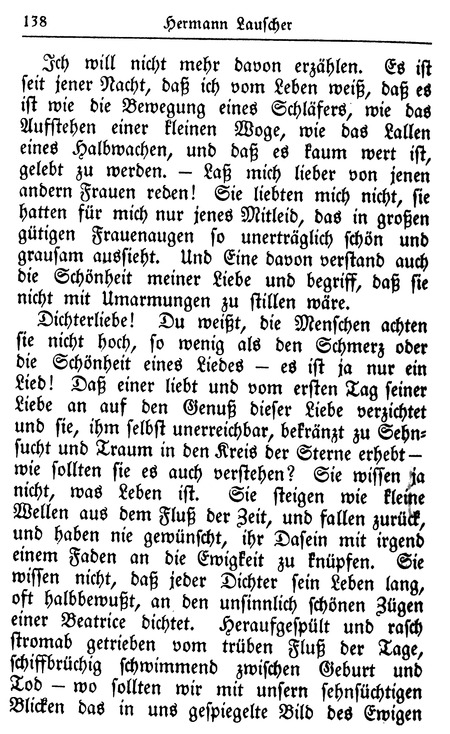 138 Hermann Lauscher
Ich will nicht mehr davon erzählen. Es ist
seit jener Nacht, daß ich vom Leben weiß, daß es
ist wie die Bewegung eines Schläfers, wie das
Aufstehen einer kleinen Woge, wie das Lallen
eines Halbwachen, und daß es kaum wert ist,
gelebt zu werden. — Laß mich lieber von jenen
andern Frauen reden! Sie liebten mich nicht, sie
hatten für mich nur jenes Mitleid, das in großen
gütigen Frauenaugen so unerträglich schön und
grausam aussieht. Und Eine davon verstand auch
die Schönheit meiner Liebe und begriff, daß sie
nicht mit Umarmungen zu stillen wäre.
Dichterliebe! Du weißt, die Menschen achten
sie nicht hoch, so wenig als den Schmerz oder
die Schönheit eines Liedes — es ist ja nur ein
Lied! Daß einer liebt und vom ersten Tag seiner
Liebe an auf den Genuß dieser Liebe verzichtet
und sie, ihm selbst unerreichbar, bekränzt zu Sehn-
sucht und Traum in den Kreis der Sterne erhebt —
wie sollten sie es auch verstehen? Sie wissen ja
nicht, was Leben ist. Sie steigen wie kleine
Wellen aus dem Fluß der Zeit, und fallen zurück,
und haben nie gewünscht, ihr Dasein mit irgend
einem Faden an die Ewigkeit zu knüpfen. Sie
wissen nicht, daß jeder Dichter sein Leben lang,
oft halbbewußt, an den unsinnlich schönen Zügen
einer Beatrice dichtet. Heraufgespült und rasch
stromab getrieben vom trüben Fluß der Tage,
schiffbrüchig schwimmend zwischen Geburt und
Tod — wo sollten wir mit unsern sehnsüchtigen
Blicken das in uns gespiegelte Bild des Ewigen